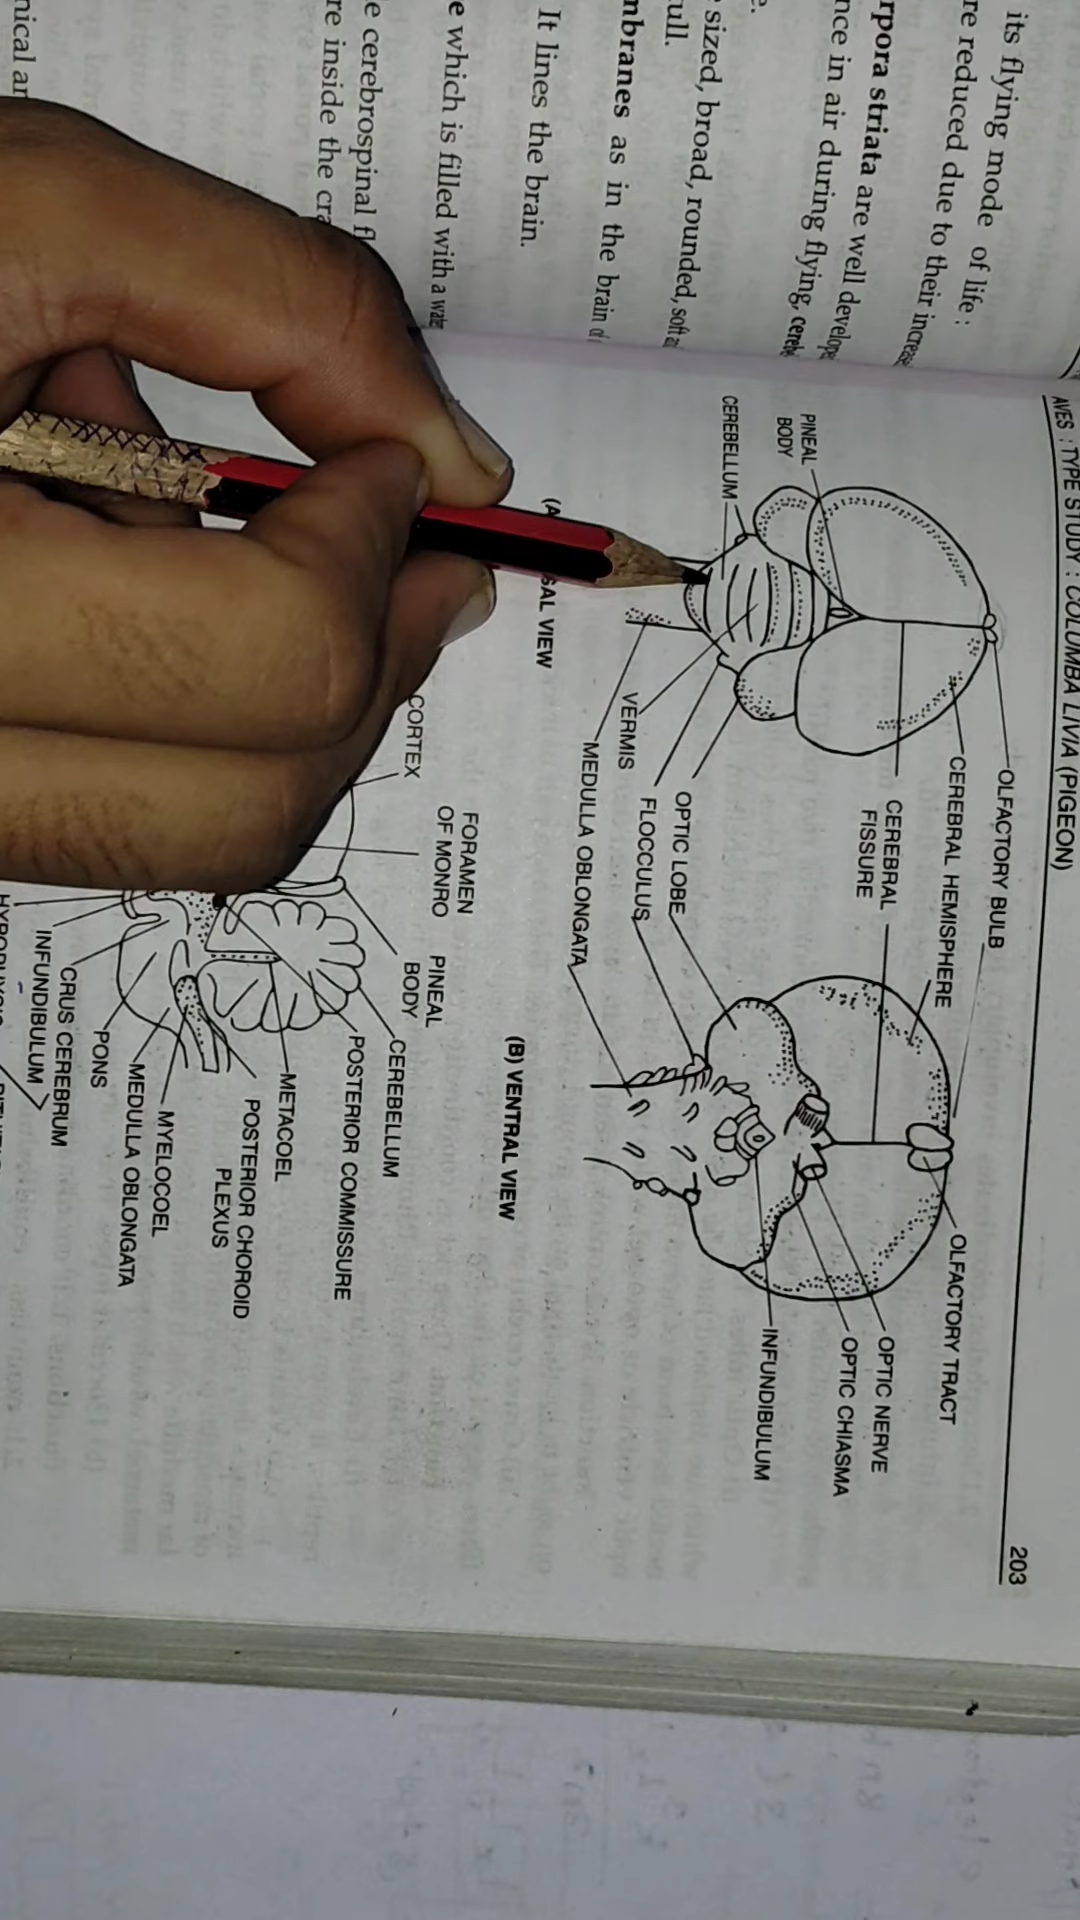 its flying mode of life :
re reduced due to their increase
rpora striata are well develope
nce in air during flying, cereb
e.
sized, broad, rounded, soft a
ull.
mbranes as in the brain of
It lines the brain.
e which is filled with a wate
e cerebrospinal fl
re inside the cra
nical an
AVES : TYPE STUDY : COLUMBA LIVIA (PIGEON)
203
PINEAL
BODY
CEREBELLUM
OLFACTORY BULB
CEREBRAL HEMISPHERE
CEREBRAL
FISSURE
OPTIC LOBE
FLOCCULUS
VERMIS
MEDULLA OBLONGATA
OLFACTORY TRACT
OPTIC NERVE
OPTIC CHIASMA
INFUNDIBULUM
(A
SAL VIEW
(B) VENTRAL VIEW
CORTEX
FORAMEN
OF MONRO
PINEAL
BODY
CEREBELLUM
POSTERIOR COMMISSURE
METACOEL
POSTERIOR CHOROID
PLEXUS
MYELOCOEL
MEDULLA OBLONGATA
PONS
CRUS CEREBRUM
INFUNDIBULUM